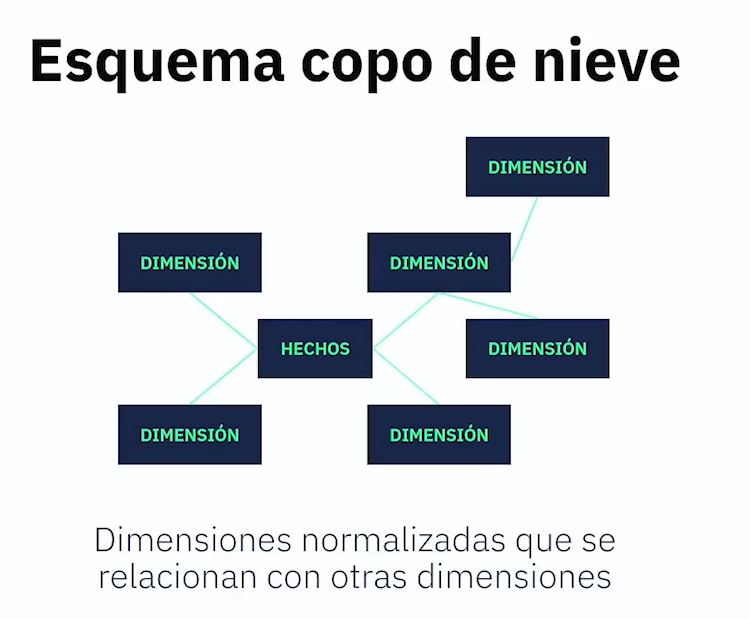 Esquema copo de nieve
DIMENSIÓN
DIMENSIÓN
DIMENSIÓN
HECHOS
DIMENSIÓN
DIMENSIÓN
DIMENSIÓN
Dimensiones normalizadas que se
relacionan con otras dimensiones